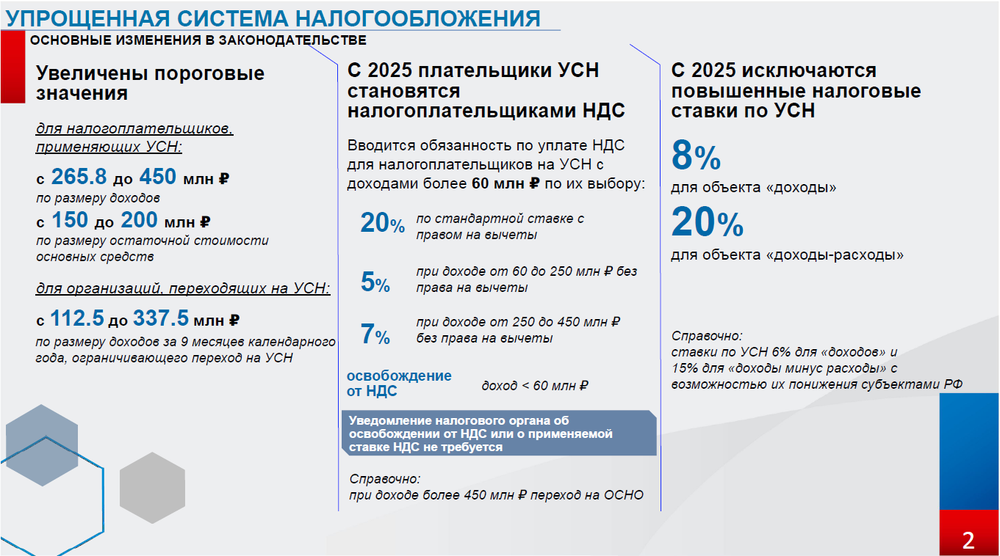 УПРОЩЕННАЯ СИСТЕМА НАЛОГООБЛОЖЕНИЯ
ОСНОВНЫЕ ИЗМЕНЕНИЯ В ЗАКОНОДАТЕЛЬСТВЕ
Увеличены пороговые
значения
для налогоплательщиков,
применяющих УСН:
с 265.8 до 450 млн ₽
по размеру доходов
с 150 до 200 млн ₽
по размеру остаточной стоимости
основных средств
для организаций, переходящих на УСН:
с 112.5 до 337.5 млн ₽
по размеру доходов за 9 месяцев календарного
года, ограничивающего переход на УСН
С 2025 плательщики УСН
становятся
налогоплательщиками НДС
Вводится обязанность по уплате НДС
для налогоплательщиков на УСН с
доходами более 60 млн ₽ по их выбору:
20% по стандартной ставке с
правом на вычеты
5% при доходе от 60 до 250 млн ₽ без
права на вычеты
7% при доходе от 250 до 450 млн ₽
без права на вычеты
освобождение
от НДС
доход < 60 млн ₽
Уведомление налогового органа об
освобождении от НДС или о применяемой
ставке НДС не требуется
Справочно:
при доходе более 450 млн ₽ переход на ОСНО
С 2025 исключаются
повышенные налоговые
ставки по УСН
8%
для объекта «доходы»
20%
для объекта «доходы-расходы»
Справочно:
ставки по УСН 6% для «доходов» и
15% для «доходы минус расходы» с
возможностью их понижения субъектами РФ
2